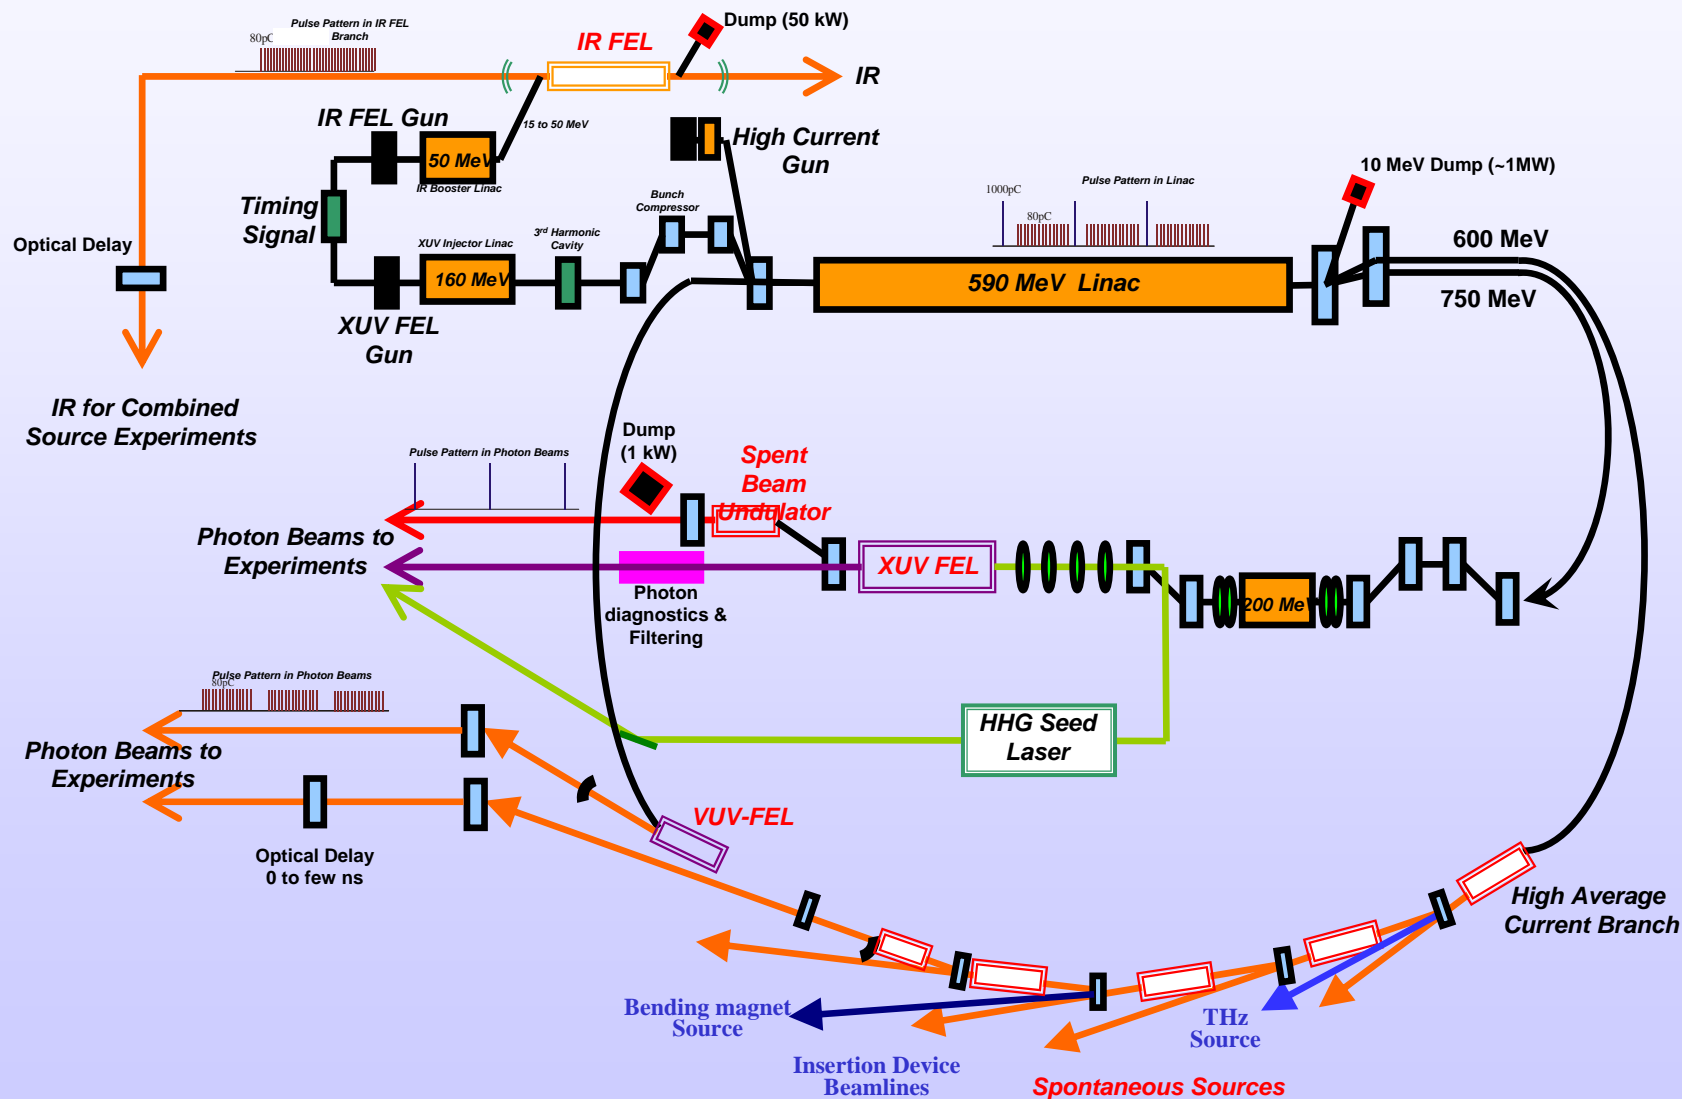 Pulse Pattern in IR FEL
Branch
80pC
IR FEL
Dump (50 kW)
IR
IR FEL Gun
15 to 50 MeV
50 MeV
IR Booster Linac
High Current
Gun
10 MeV Dump (~1MW)
Timing
Signal
Bunch
Compressor
1000pC
Pulse Pattern in Linac
80pC
Optical Delay
XUV Injector Linac
3rd Harmonic
Cavity
600 MeV
160 MeV
590 MeV Linac
750 MeV
XUV FEL
Gun
IR for Combined
Source Experiments
Dump
(1 kW)
Pulse Pattern in Photon Beams
Spent
Beam
Undulator
Photon Beams to
Experiments
XUV FEL
Photon
diagnostics &
Filtering
200 MeV
Pulse Pattern in Photon Beams
80pC
HHG Seed
Laser
Photon Beams to
Experiments
VUV-FEL
Optical Delay
0 to few ns
High Average
Current Branch
Bending magnet
Source
THz
Source
Insertion Device
Beamlines
Spontaneous Sources